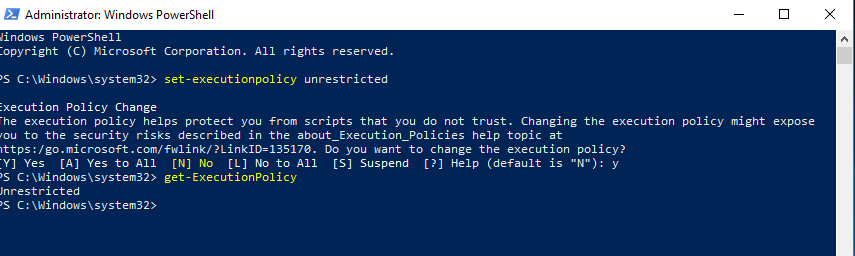 Administrator: Windows PowerShell
Windows PowerShell
Copyright (C) Microsoft Corporation. All rights reserved.
PS C:\Windows\system32> set-executionpolicy unrestricted
Execution Policy Change
The execution policy helps protect you from scripts that you do not trust. Changing the execution policy might expose
you to the security risks described in the about_Execution_Policies help topic at
https:/go.microsoft.com/fwlink/?LinkID=135170. Do you want to change the execution policy?
[Y] Yes  [A] Yes to All  [N] No  [L] No to All  [S] Suspend  [?] Help (default is "N"): y
PS C:\Windows\system32> get-ExecutionPolicy
Unrestricted
PS C:\Windows\system32>